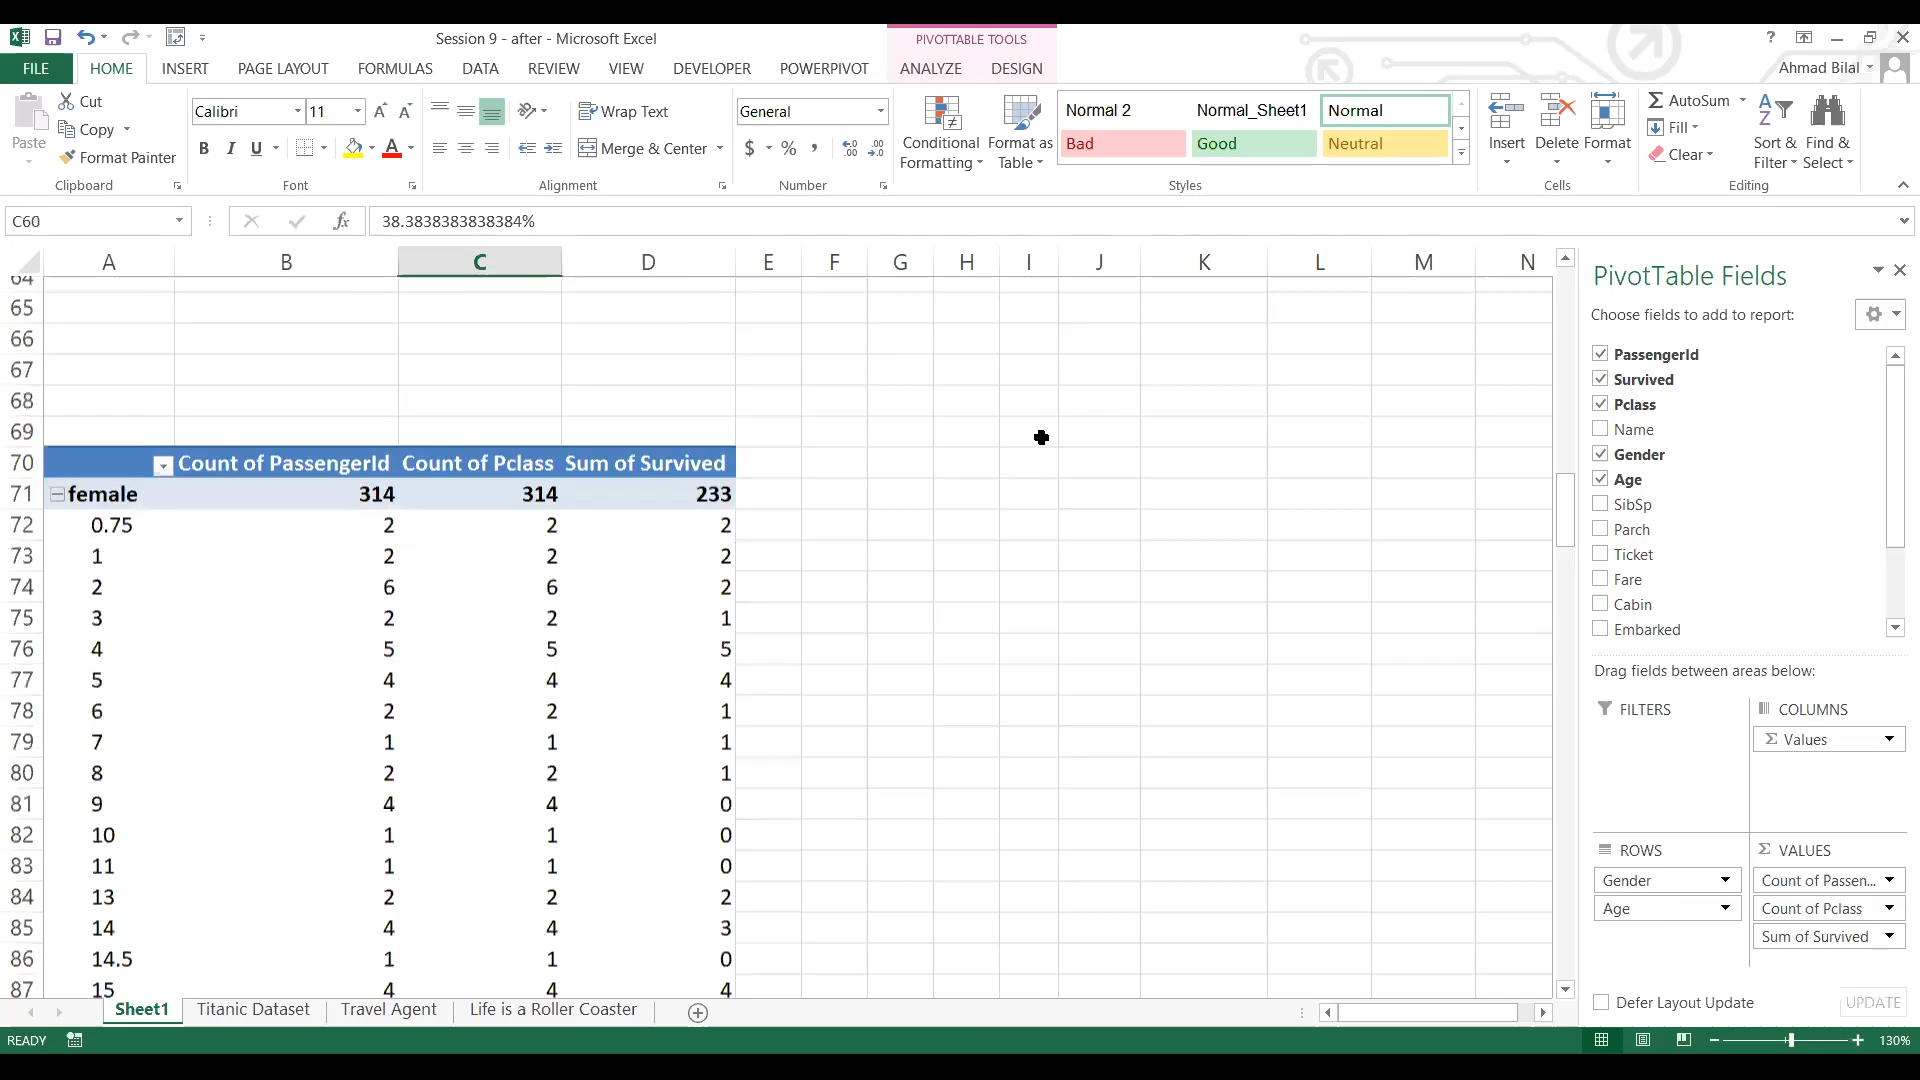 Session 9 - after - Microsoft Excel
PIVOTTABLE TOOLS
?
FILE HOME INSERT PAGE LAYOUT FORMULAS DATA REVIEW VIEW DEVELOPER POWERPIVOT ANALYZE DESIGN
Ahmad Bilal
Paste
Cut
Copy
Format Painter
Clipboard
Calibri 11
B I U
Font
Wrap Text
Merge & Center
Alignment
General
$ % ,
Number
Conditional Formatting
Format as Table
Normal 2 Normal_Sheet1 Normal
Bad Good Neutral
Styles
Insert Delete Format
Cells
AutoSum
Fill
Clear
Sort & Filter
Find & Select
Editing
C60 fx 38.3838383838384%
A B C D E F G H I J K L M N
64
65
66
67
68
69
70 Count of PassengerId Count of Pclass Sum of Survived
71 female 314 314 233
72 0.75 2 2 2
73 1 2 2 2
74 2 6 6 2
75 3 2 2 1
76 4 5 5 5
77 5 4 4 4
78 6 2 2 1
79 7 1 1 1
80 8 2 2 1
81 9 4 4 0
82 10 1 1 0
83 11 1 1 0
84 13 2 2 2
85 14 4 4 3
86 14.5 1 1 0
87 15 4 4 4
PivotTable Fields
Choose fields to add to report:
PassengerId
Survived
Pclass
Name
Gender
Age
SibSp
Parch
Ticket
Fare
Cabin
Embarked
Drag fields between areas below:
FILTERS
COLUMNS
Values
ROWS
Gender
Age
VALUES
Count of Passen...
Count of Pclass
Sum of Survived
Defer Layout Update
UPDATE
Sheet1 Titanic Dataset Travel Agent Life is a Roller Coaster
READY
130%